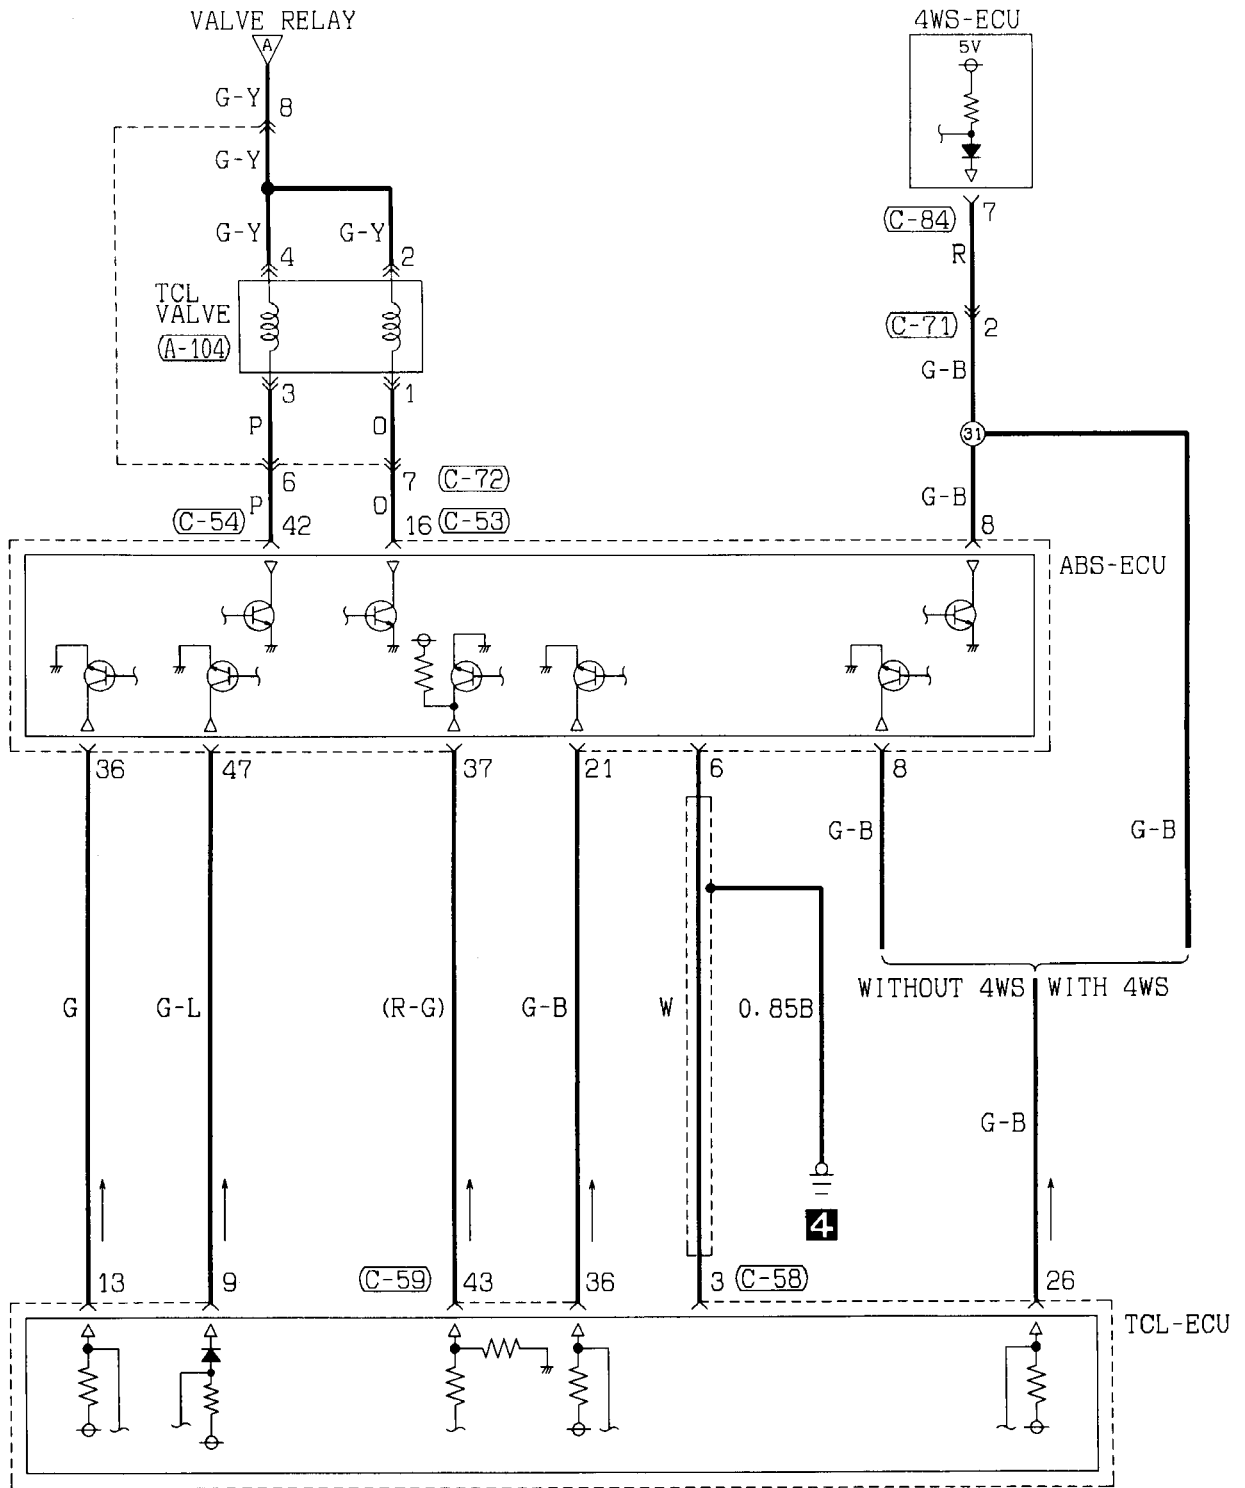 VALVE RELAY
4WS-ECU
A
5V
G-Y 8
G-Y
G-Y 4
G-Y 2
(C-84) 7
R
TCL
VALVE
(A-104)
(C-71) 2
G-B
3
1
P
O
31
6
7 (C-72)
G-B
P
O
(C-54) 42
16 (C-53)
8
ABS-ECU
36
47
37
21
6
8
G-B
G-B
WITHOUT 4WS
WITH 4WS
G
G-L
(R-G)
G-B
W
0.85B
G-B
4
13
9
(C-59) 43
36
3 (C-58)
26
TCL-ECU